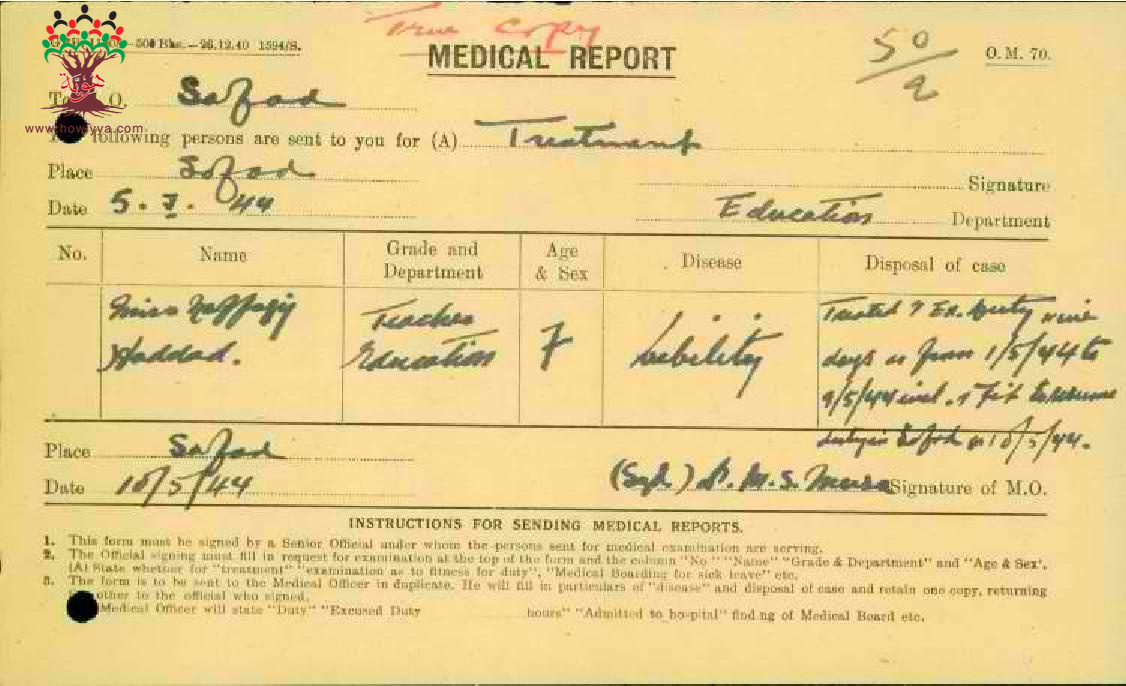 True Copy
500 Bks.—26.12.40 1594/S.
MEDICAL REPORT
50/2
O.M. 70.
To M.O. Safad
www.howiyya.com
The following persons are sent to you for (A) Treatment
Place Safad
Signature
Date 5.5.44
Education Department
No. Name Grade and Department Age & Sex Disease Disposal of case
Miss Haddad.
Teacher Education
F
Debility
Treated & Ex. duty nine
days as from 1/5/44 to
9/5/44 incl. & Fit to resume
duty in Safad on 10/5/44.
Place Safad
Date 10/5/44
(Sgd) M. S. Signature of M.O.
INSTRUCTIONS FOR SENDING MEDICAL REPORTS.
1. This form must be signed by a Senior Official under whom the persons sent for medical examination are serving.
2. The Official signing must fill in request for examination at the top of the form and the column "No" "Name" "Grade & Department" and "Age & Sex".
(A) State whether for "treatment" "examination as to fitness for duty", "Medical Boarding for sick leave" etc.
3. The form is to be sent to the Medical Officer in duplicate. He will fill in particulars of "disease" and disposal of case and retain one copy, returning
other to the official who signed.
Medical Officer will state "Duty" "Excused Duty hours" "Admitted to hospital" finding of Medical Board etc.